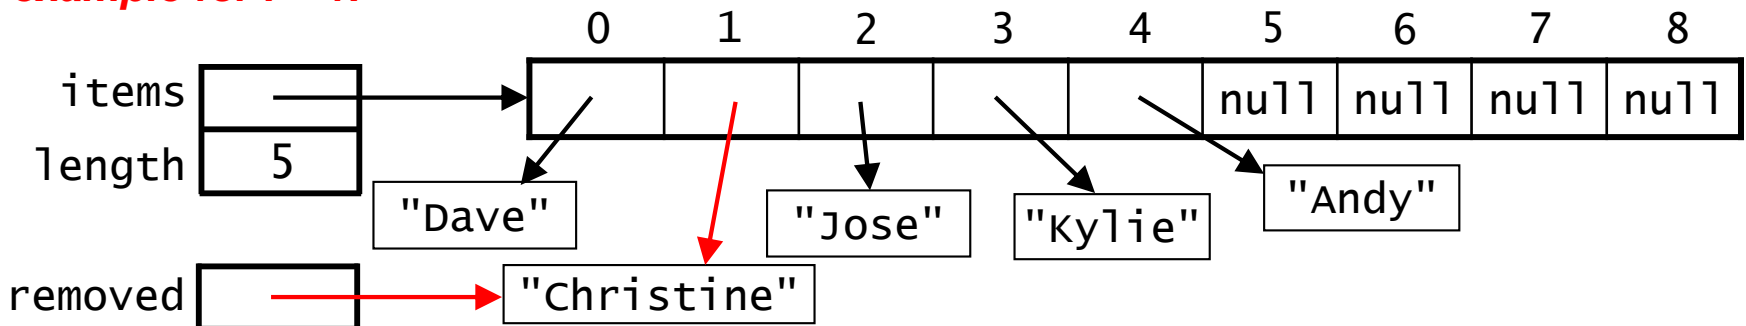 0 1 2 3 4 5 6 7 8
items null null null null
length 5
"Dave" "Jose" "Kylie" "Andy"
removed "Christine"